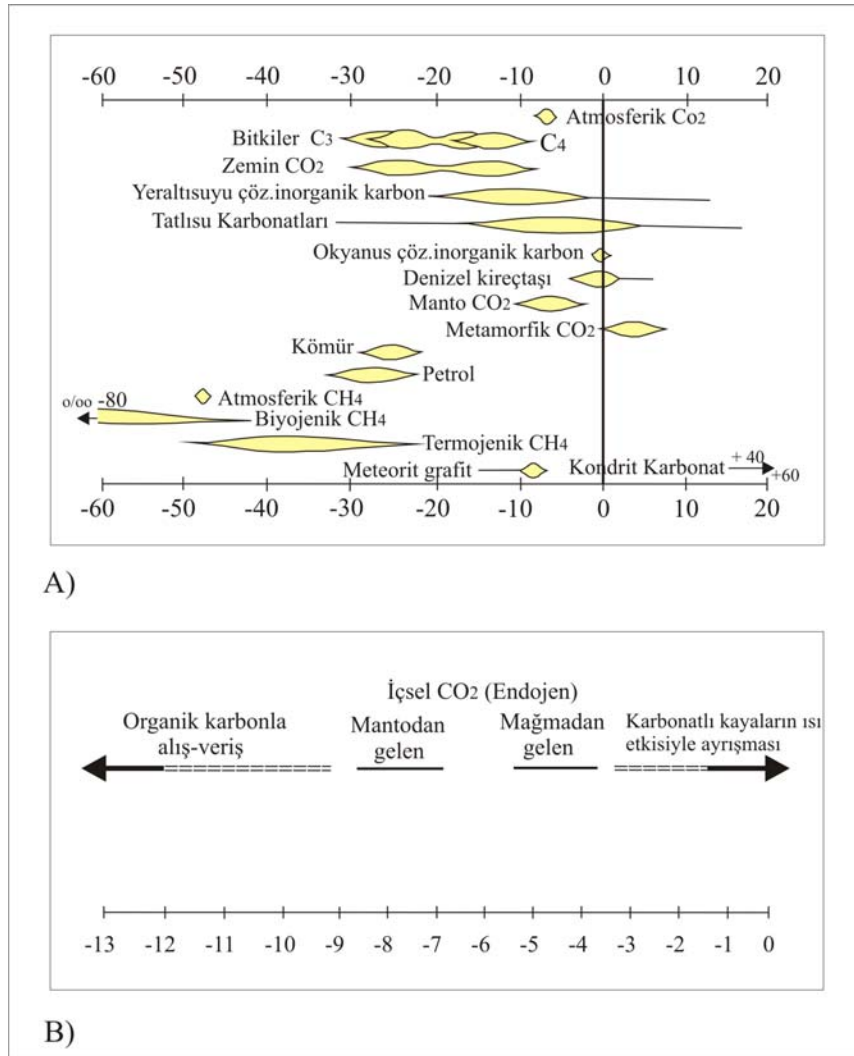 -60 -50 -40 -30 -20 -10 0 10 20
Atmosferik Co2
Bitkiler C3
C4
Zemin CO2
Yeraltısuyu çöz.inorganik karbon
Tatlısu Karbonatları
Okyanus çöz.inorganik karbon
Denizel kireçtaşı
Manto CO2
Metamorfik CO2
Kömür
Petrol
o/oo -80
Atmosferik CH4
Biyojenik CH4
Termojenik CH4
Meteorit grafit
Kondrit Karbonat
+ 40
+60
-60 -50 -40 -30 -20 -10 0 10 20
A)
İçsel CO2 (Endojen)
Organik karbonla
alış-veriş
Mantodan
gelen
Mağmadan
gelen
Karbonatlı kayaların ısı
etkisiyle ayrışması
-13 -12 -11 -10 -9 -8 -7 -6 -5 -4 -3 -2 -1 0
B)